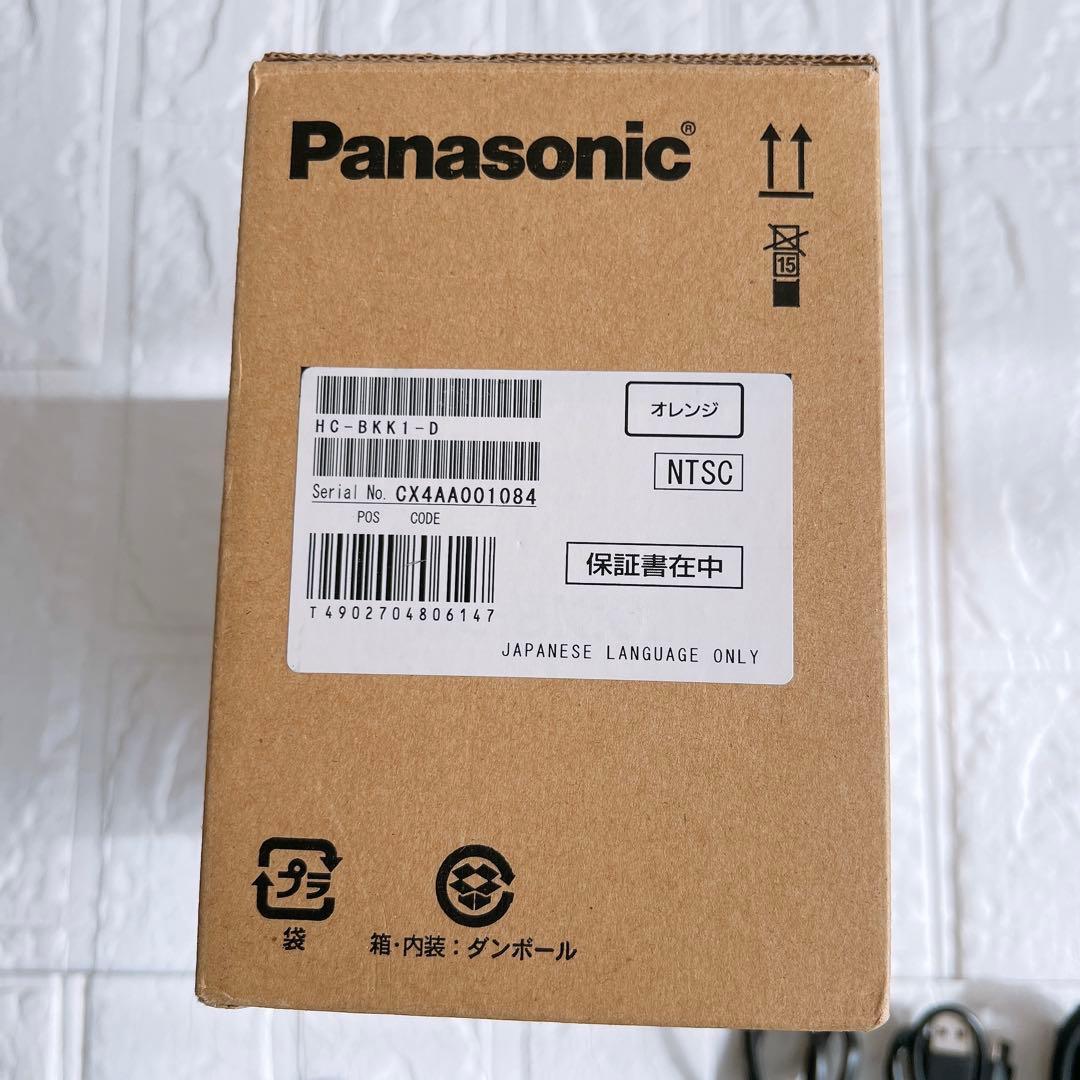 Panasonic®
15
HC-BKK1-D
オレンジ
NTSC
Serial No. CX4AA001084
POS CODE
保証書在中
T4902704806147
JAPANESE LANGUAGE ONLY
プラ
袋
箱・内装：ダンボール